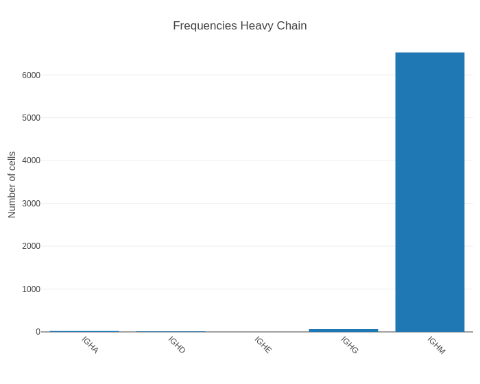 Frequencies Heavy Chain
Number of cells
6000
5000
4000
3000
2000
1000
0
IGHA
IGHD
IGHE
IGHG
IGHM